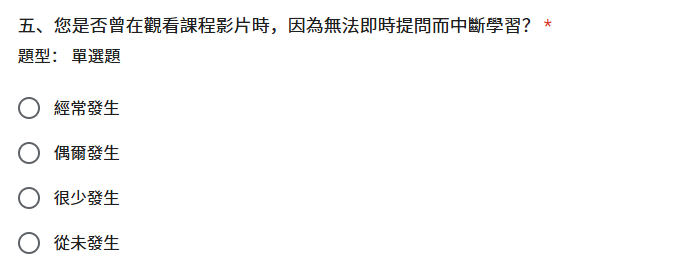 五、您是否曾在觀看課程影片時，因為無法即時提問而中斷學習？ *
題型： 單選題
經常發生
偶爾發生
很少發生
從未發生